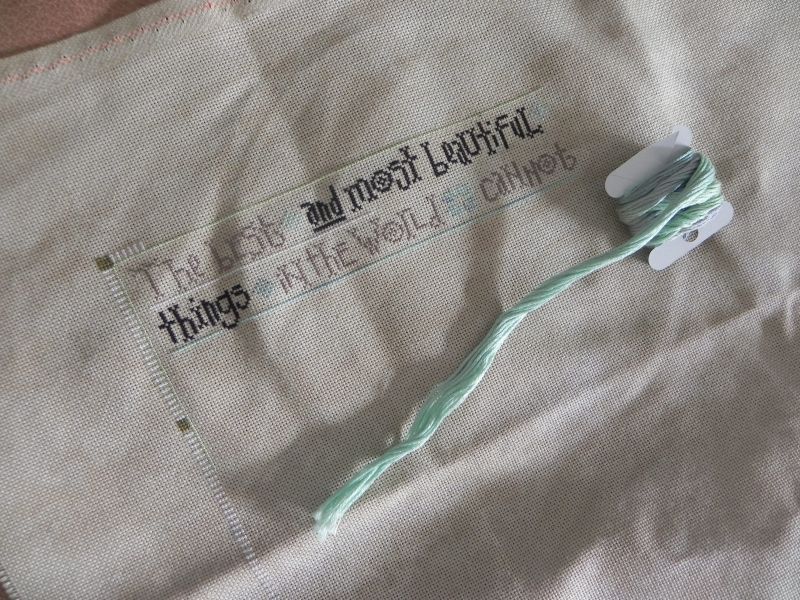 The best and most beautiful
things in the world cannot